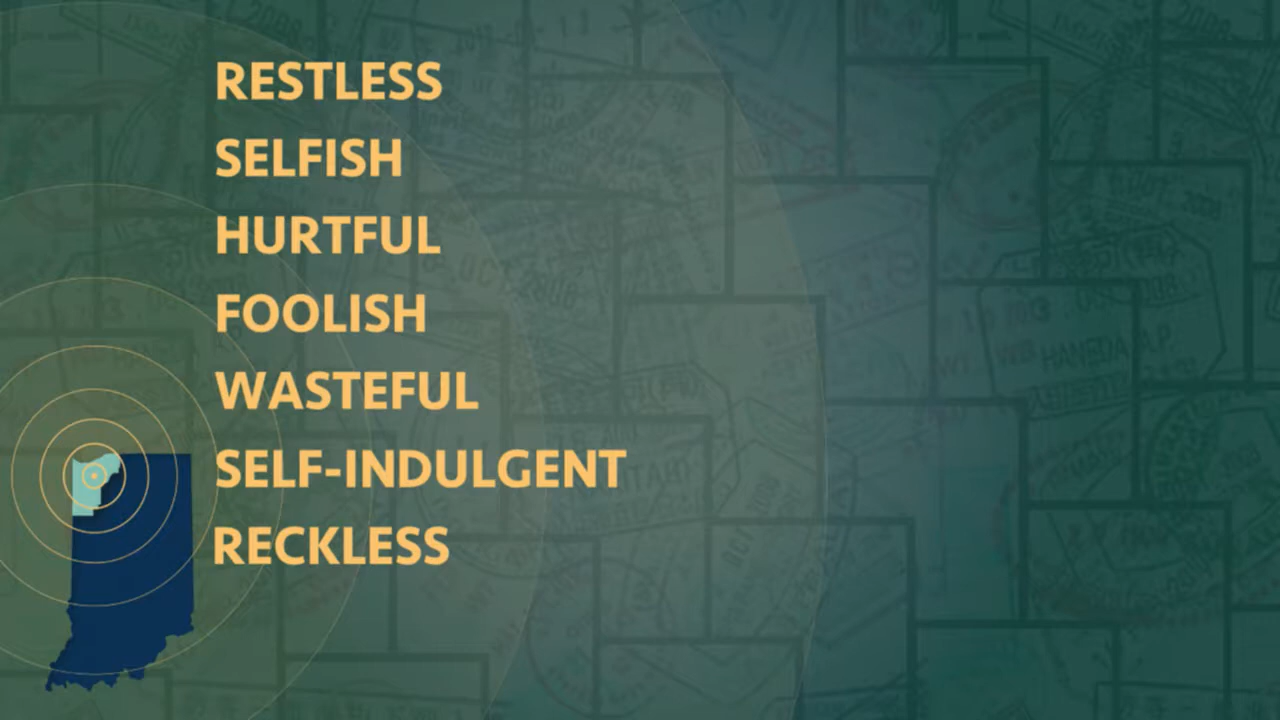 RESTLESS
SELFISH
HURTFUL
FOOLISH
WASTEFUL
SELF-INDULGENT
RECKLESS